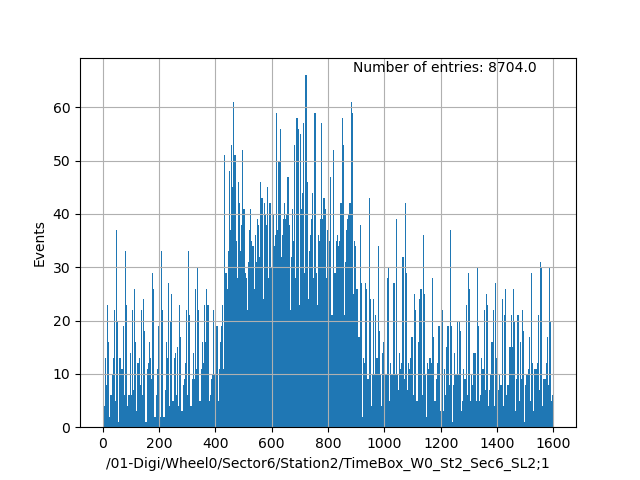 Number of entries: 8704.0
60
50
40
30
20
10
0
Events
0 200 400 600 800 1000 1200 1400 1600
/01-Digi/Wheel0/Sector6/Station2/TimeBox_W0_St2_Sec6_SL2;1